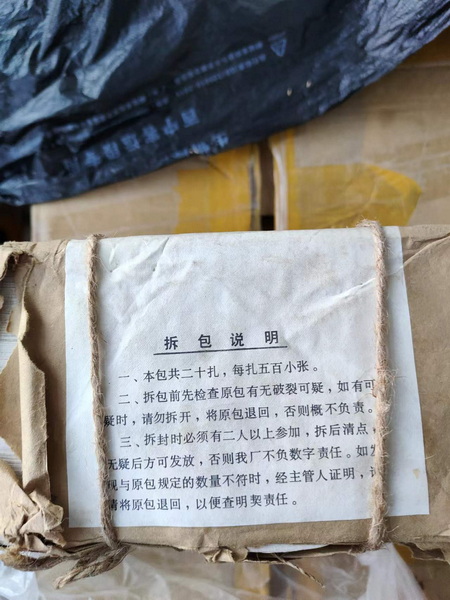 拆包说明
一、本包共二十扎，每扎五百小张。
二、拆包前先检查原包有无破裂可疑，如有可
疑时，请勿拆开，将原包退回，否则概不负责。
三、拆封时必须有二人以上参加，拆后清点，
无疑后方可发放，否则我厂不负数字责任。如发
现与原包规定的数量不符时，经主管人证明，
请将原包退回，以便查明契责任。